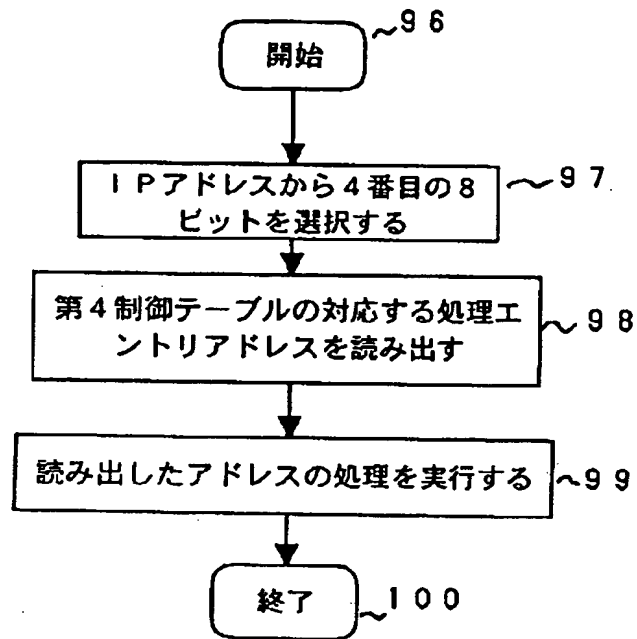 開始
~96
IPアドレスから4番目の8
ビットを選択する
~97
第4制御テーブルの対応する処理エ
ントリアドレスを読み出す
~98
読み出したアドレスの処理を実行する
~99
終了
~100